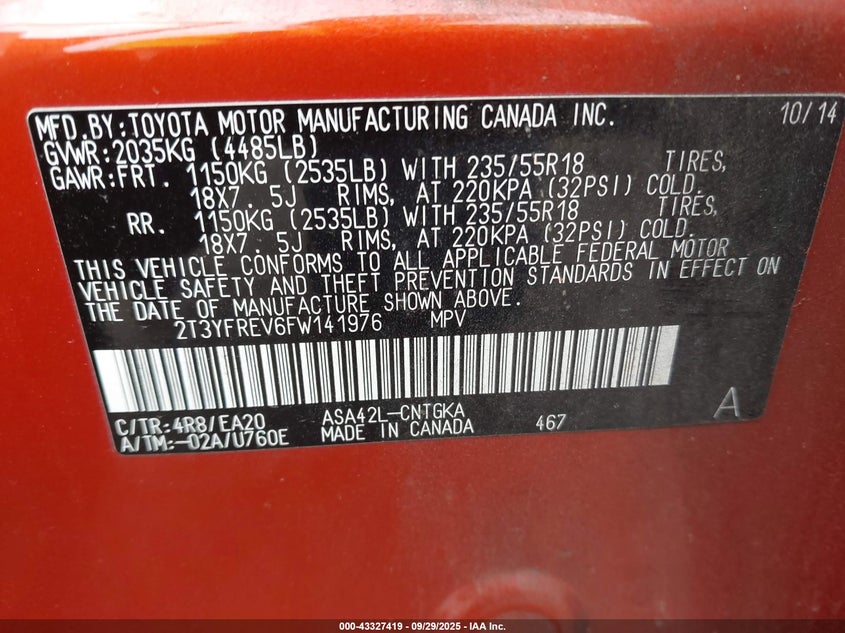 MFD.BY:TOYOTA MOTOR MANUFACTURING CANADA INC. 10/14
GVWR:2035KG (4485LB)
GAWR:FRT. 1150KG (2535LB) WITH 235/55R18 TIRES,
18X7.5J RIMS, AT 220KPA (32PSI) COLD.
RR. 1150KG (2535LB) WITH 235/55R18 TIRES,
18X7.5J RIMS, AT 220KPA (32PSI) COLD.
THIS VEHICLE CONFORMS TO ALL APPLICABLE FEDERAL MOTOR
VEHICLE SAFETY AND THEFT PREVENTION STANDARDS IN EFFECT ON
THE DATE OF MANUFACTURE SHOWN ABOVE.
2T3YFREV6FW141976 MPV
C/TR:4R8/EA20 ASA42L-CNTGKA
A/TM:-02A/U760E MADE IN CANADA 467 A
000-43327419 - 09/29/2025 - IAA Inc.